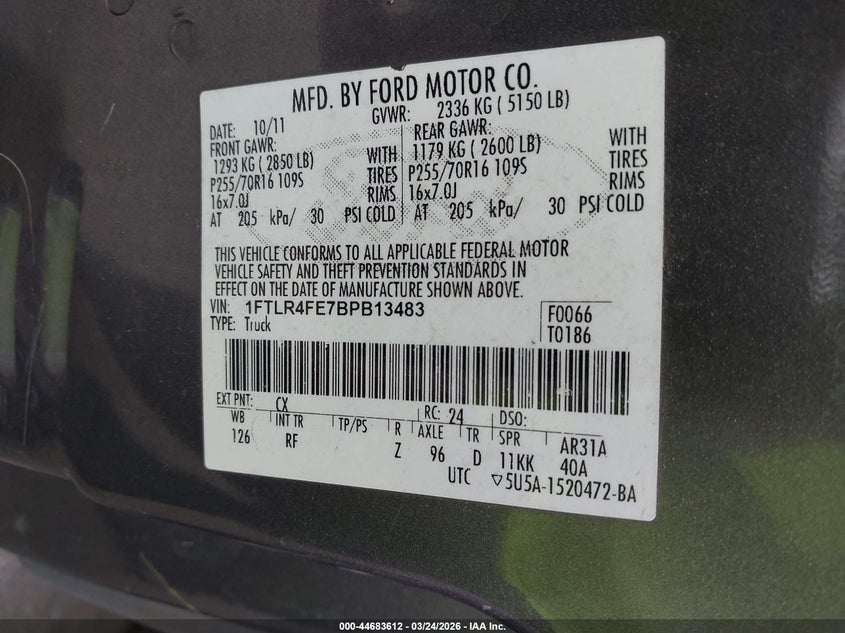 MFD. BY FORD MOTOR CO.
DATE: 10/11 GVWR: 2336 KG ( 5150 LB)
FRONT GAWR: REAR GAWR:
1293 KG ( 2850 LB) WITH 1179 KG ( 2600 LB) WITH
P255/70R16 109S TIRES P255/70R16 109S TIRES
16x7.0J RIMS 16x7.0J RIMS
AT 205 kPa/ 30 PSI COLD AT 205 kPa/ 30 PSI COLD
THIS VEHICLE CONFORMS TO ALL APPLICABLE FEDERAL MOTOR
VEHICLE SAFETY AND THEFT PREVENTION STANDARDS IN
EFFECT ON THE DATE OF MANUFACTURE SHOWN ABOVE.
VIN: 1FTLR4FE7BPB13483 F0066
TYPE: Truck T0186
EXT PNT: CX RC: 24 DSO:
WB INT TR TP/PS R AXLE TR SPR AR31A
126 RF Z 96 D 11KK 40A
UTC ▽5U5A-1520472-BA
000-44683612 - 03/24/2026 - IAA Inc.